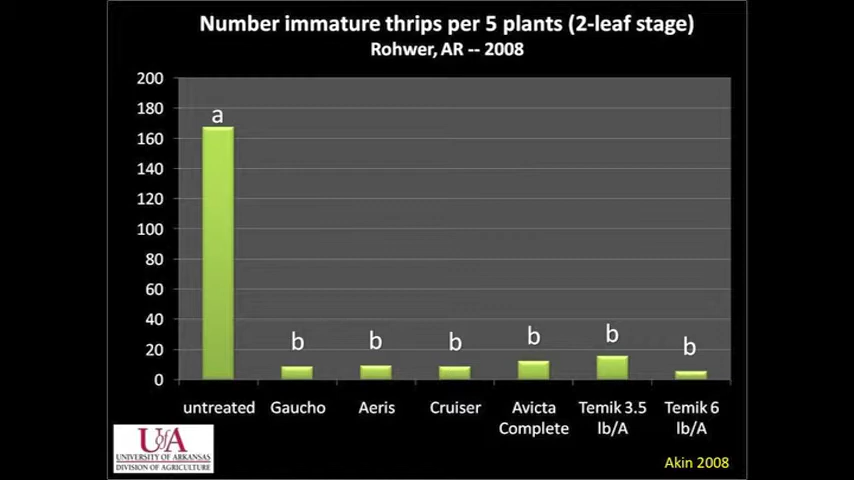 Number immature thrips per 5 plants (2-leaf stage)
Rohwer, AR -- 2008
200
180
160
140
120
100
80
60
40
20
0
a
b
b
b
b
b
b
untreated
Gaucho
Aeris
Cruiser
Avicta
Complete
Temik 3.5
lb/A
Temik 6
lb/A
UofA
UNIVERSITY OF ARKANSAS
DIVISION OF AGRICULTURE
Akin 2008